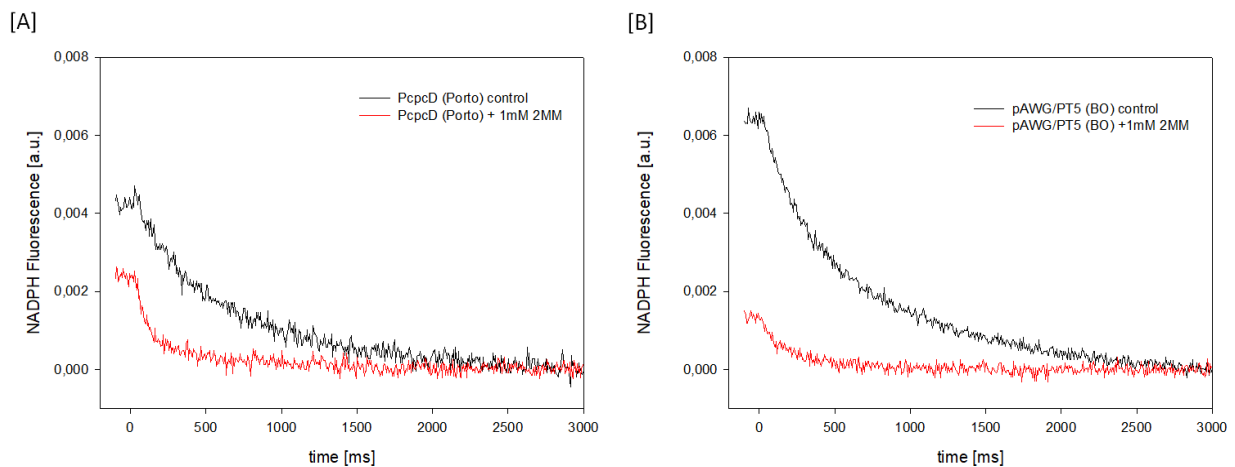 [A]
0,008
0,006
0,004
0,002
0,000
NADPH Fluorescence [a.u.]
PcpcD (Porto) control
PcpcD (Porto) + 1mM 2MM
0
500
1000
1500
2000
2500
3000
time [ms]
[B]
0,008
0,006
0,004
0,002
0,000
NADPH Fluorescence [a.u.]
pAWG/PT5 (BO) control
pAWG/PT5 (BO) +1mM 2MM
0
500
1000
1500
2000
2500
3000
time [ms]